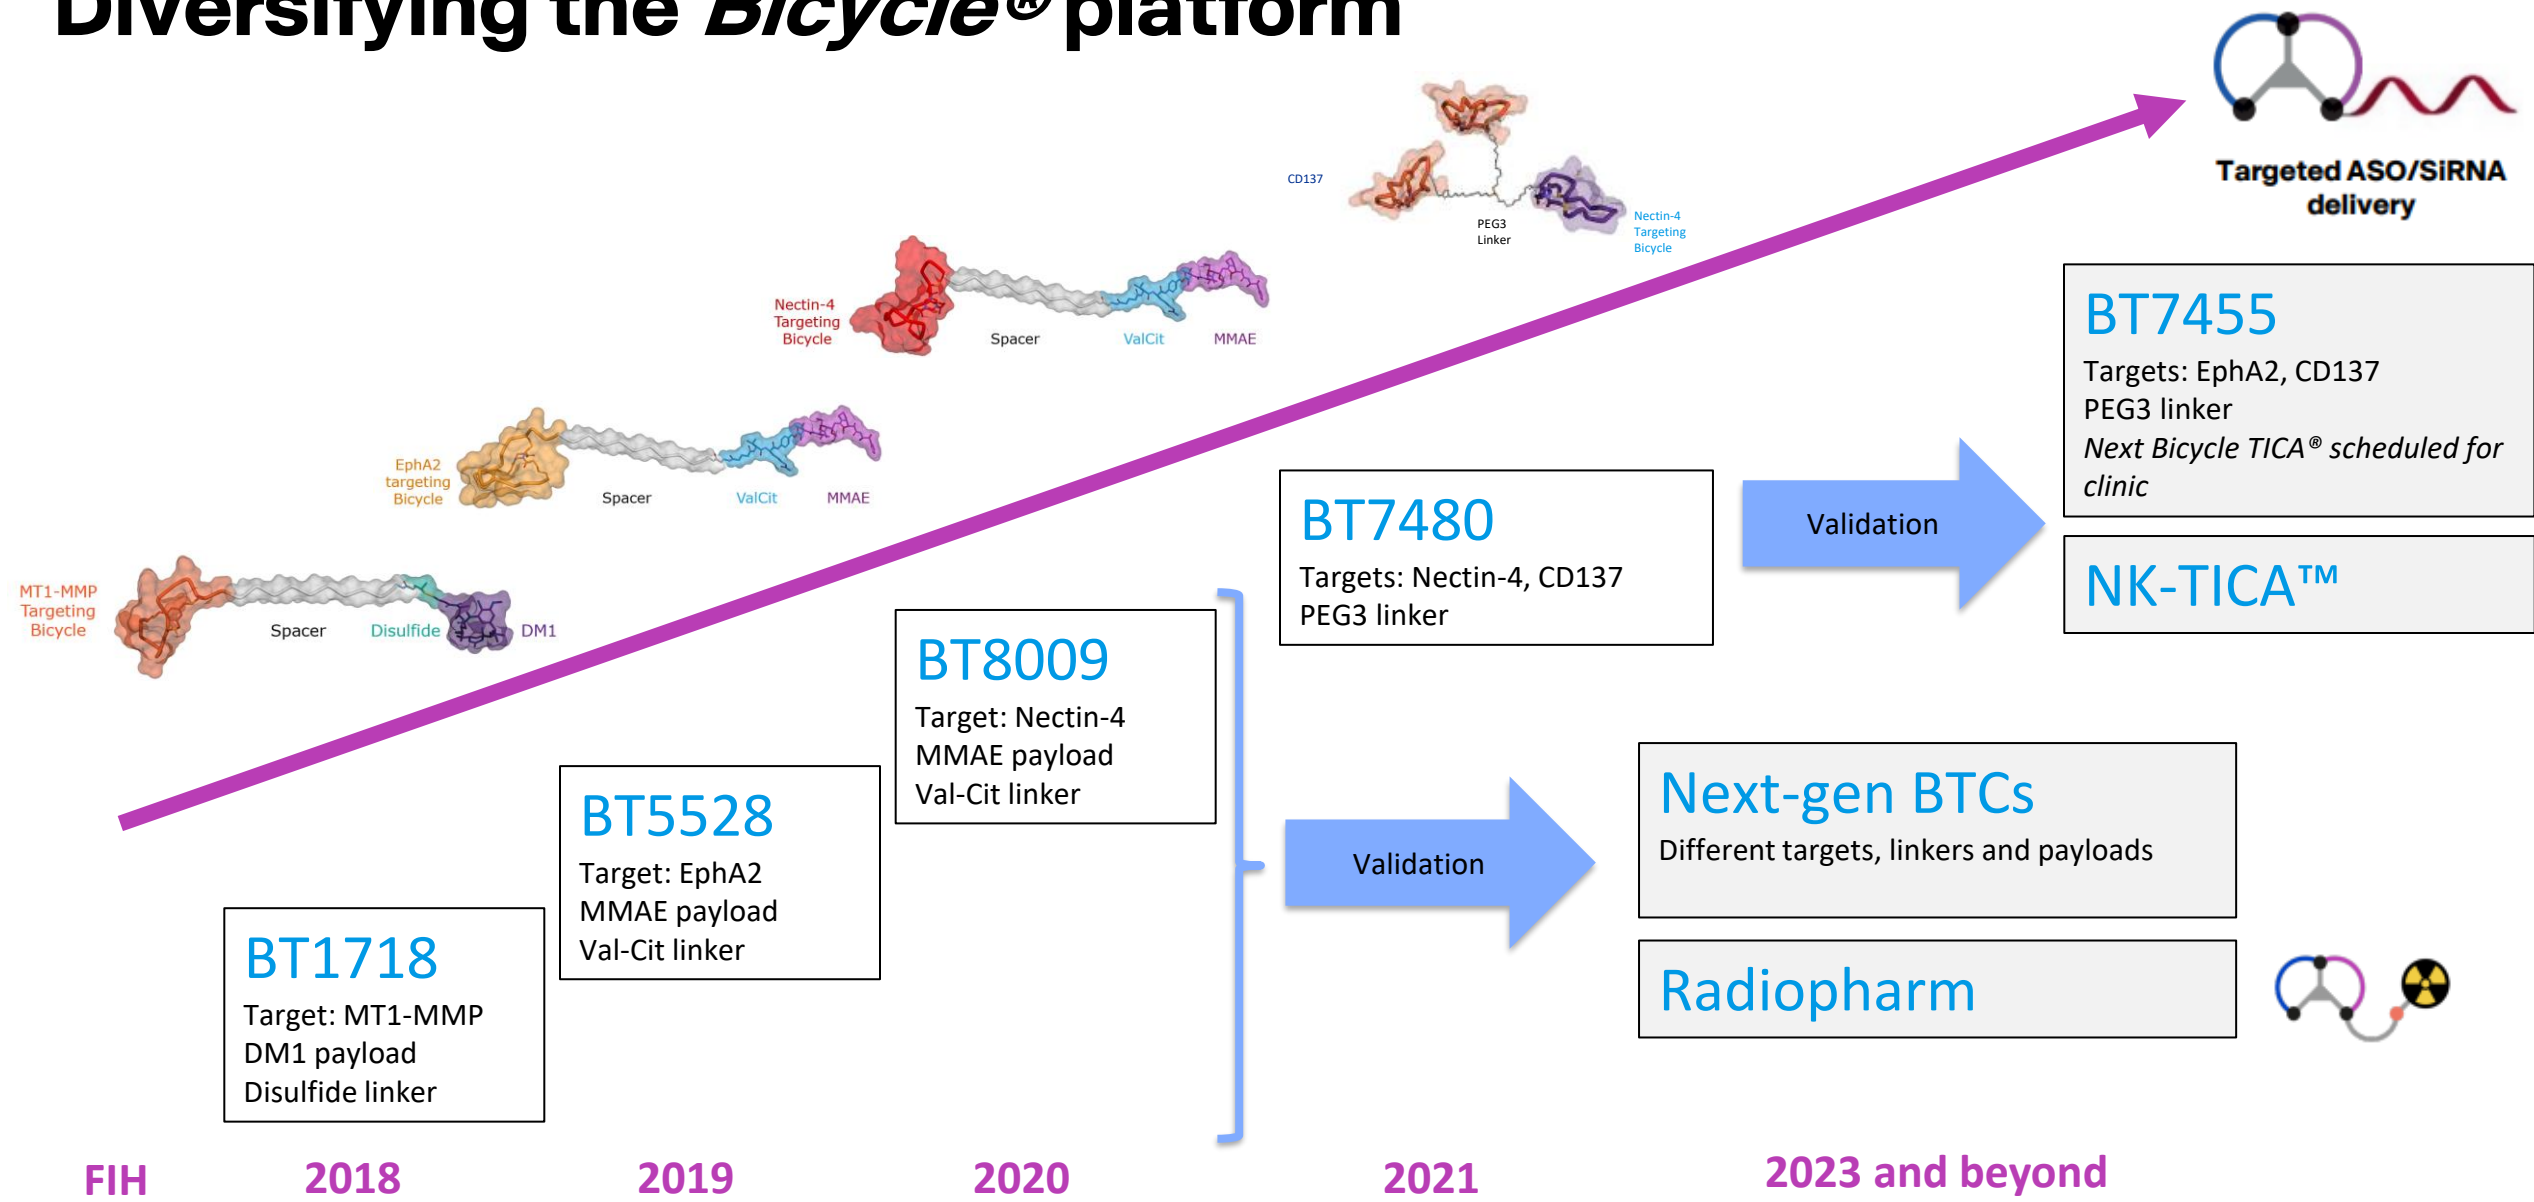 Diversifying the Bicycle® platform
Targeted ASO/SiRNA
delivery
CD137
PEG3
Linker
Nectin-4
Targeting
Bicycle
Nectin-4
Targeting
Bicycle
Spacer
ValCit
MMAE
EphA2
targeting
Bicycle
Spacer
ValCit
MMAE
MT1-MMP
Targeting
Bicycle
Spacer
Disulfide
DM1
BT1718
Target: MT1-MMP
DM1 payload
Disulfide linker
BT5528
Target: EphA2
MMAE payload
Val-Cit linker
BT8009
Target: Nectin-4
MMAE payload
Val-Cit linker
BT7480
Targets: Nectin-4, CD137
PEG3 linker
Validation
BT7455
Targets: EphA2, CD137
PEG3 linker
Next Bicycle TICA® scheduled for
clinic
NK-TICA™
Validation
Next-gen BTCs
Different targets, linkers and payloads
Radiopharm
FIH
2018
2019
2020
2021
2023 and beyond